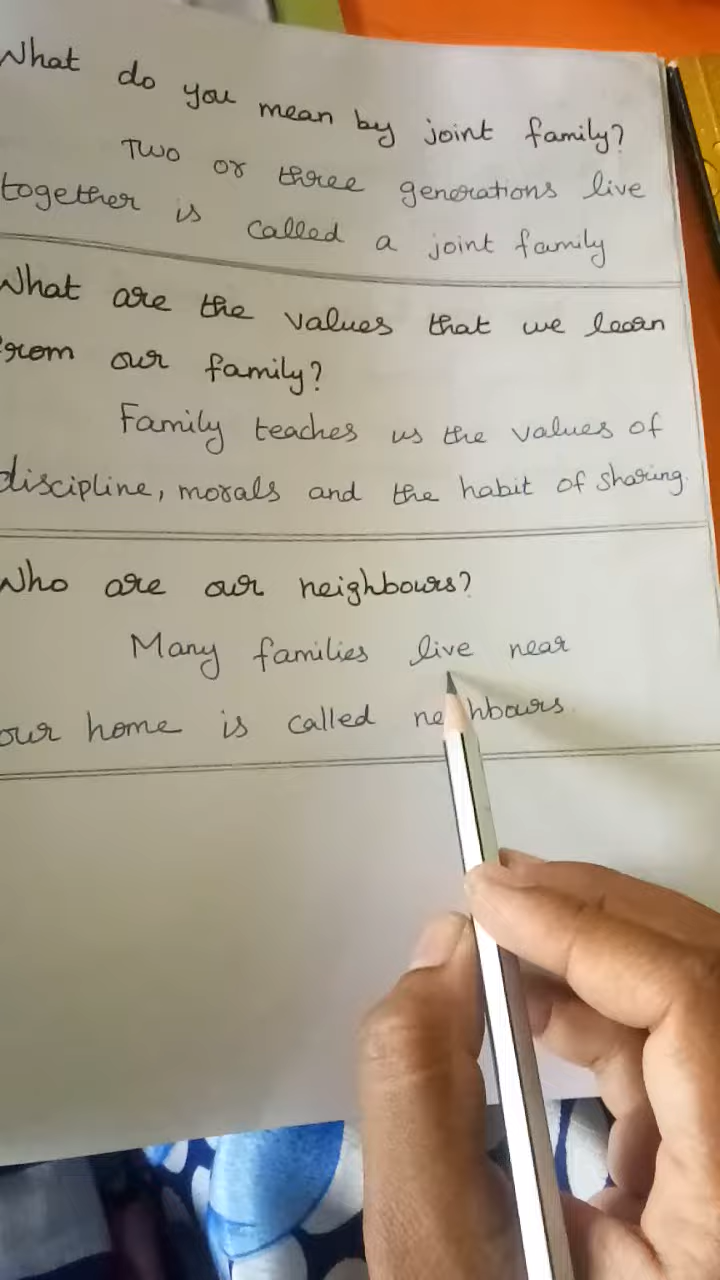 What do you mean by joint family?
Two or three generations live
together is called a joint family
What are the values that we learn
from our family?
Family teaches us the values of
discipline, morals and the habit of sharing.
Who are our neighbours?
Many families live near
our home is called neighbours.